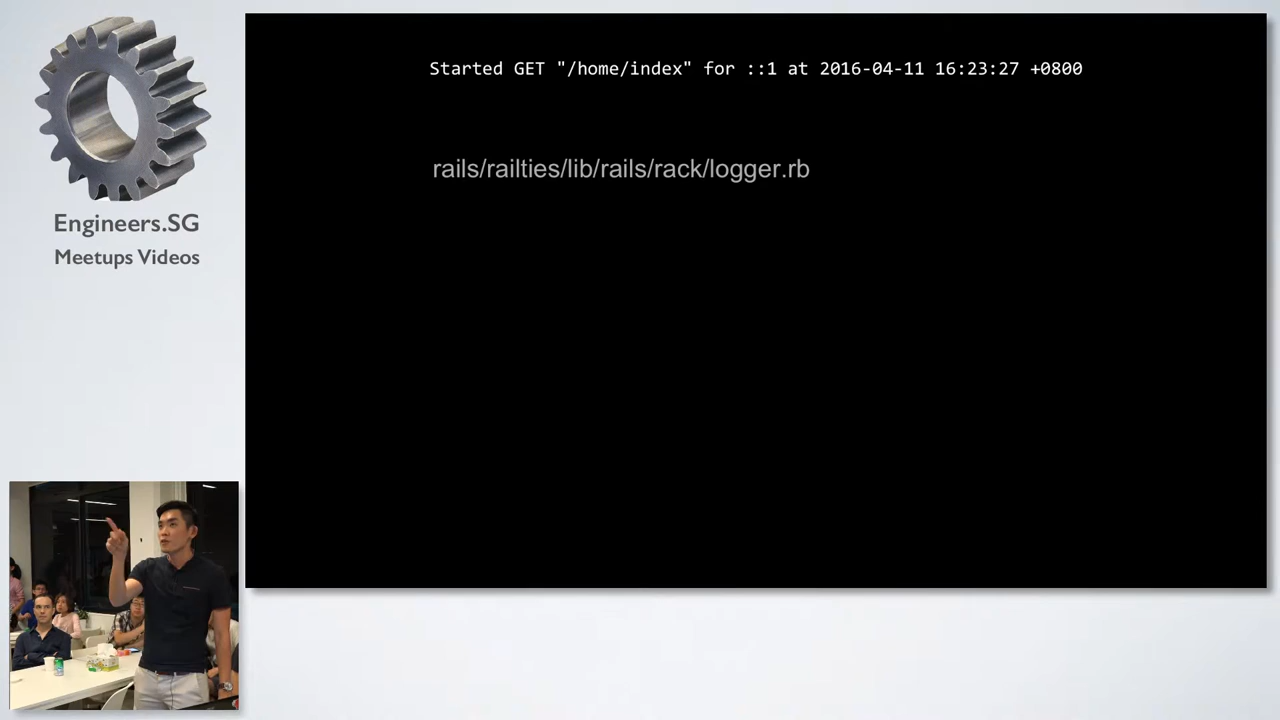 Started GET "/home/index" for ::1 at 2016-04-11 16:23:27 +0800
rails/railties/lib/rails/rack/logger.rb
Engineers.SG
Meetups Videos